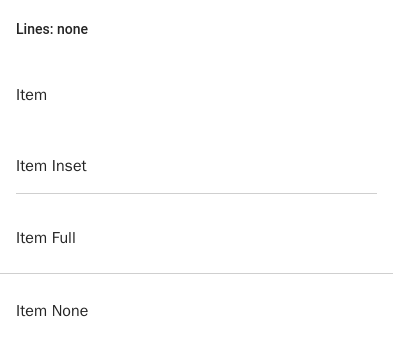 Lines: none
Item
Item Inset
Item Full
Item None